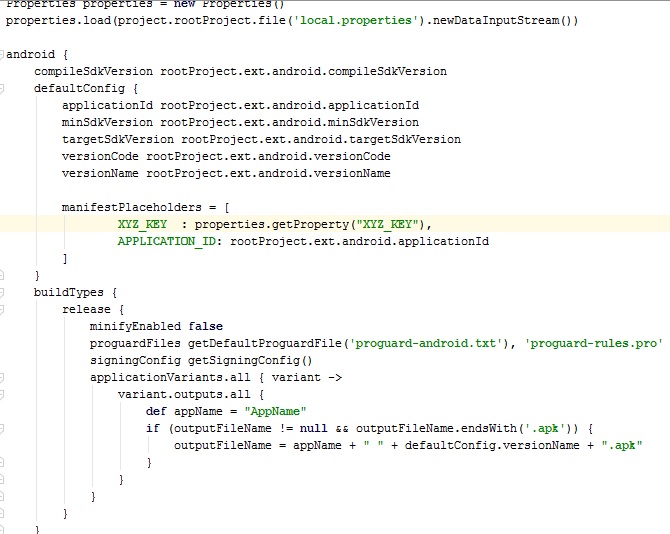 Properties properties = new Properties()
properties.load(project.rootProject.file('local.properties').newDataInputStream())
android {
compileSdkVersion rootProject.ext.android.compileSdkVersion
defaultConfig {
applicationId rootProject.ext.android.applicationId
minSdkVersion rootProject.ext.android.minSdkVersion
targetSdkVersion rootProject.ext.android.targetSdkVersion
versionCode rootProject.ext.android.versionCode
versionName rootProject.ext.android.versionName
manifestPlaceholders = [
XYZ_KEY  : properties.getProperty("XYZ_KEY"),
APPLICATION_ID: rootProject.ext.android.applicationId
]
}
buildTypes {
release {
minifyEnabled false
proguardFiles getDefaultProguardFile('proguard-android.txt'), 'proguard-rules.pro'
signingConfig getSigningConfig()
applicationVariants.all { variant ->
variant.outputs.all {
def appName = "AppName"
if (outputFileName != null && outputFileName.endsWith('.apk')) {
outputFileName = appName + " " + defaultConfig.versionName + ".apk"
}
}
}
}
}